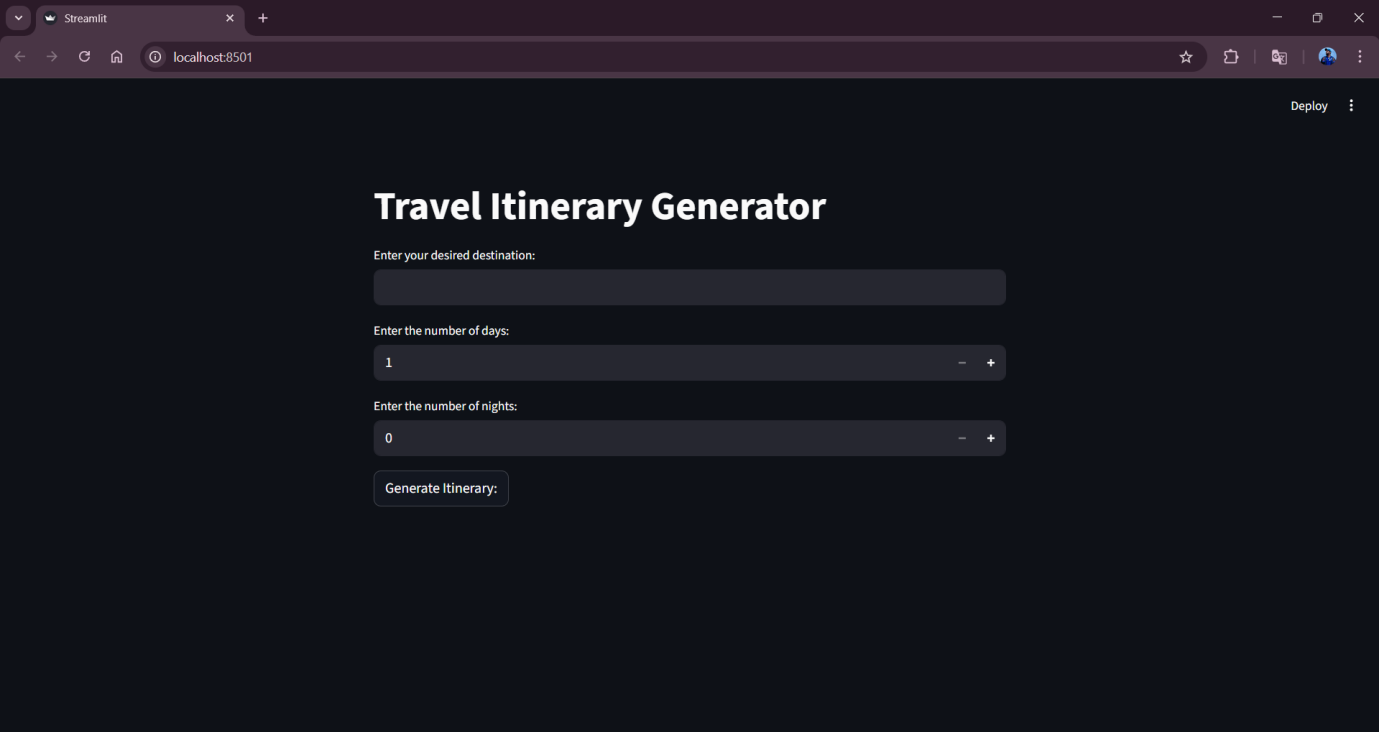 Streamlit
localhost:8501
Deploy
Travel Itinerary Generator
Enter your desired destination:
Enter the number of days:
1
Enter the number of nights:
0
Generate Itinerary: